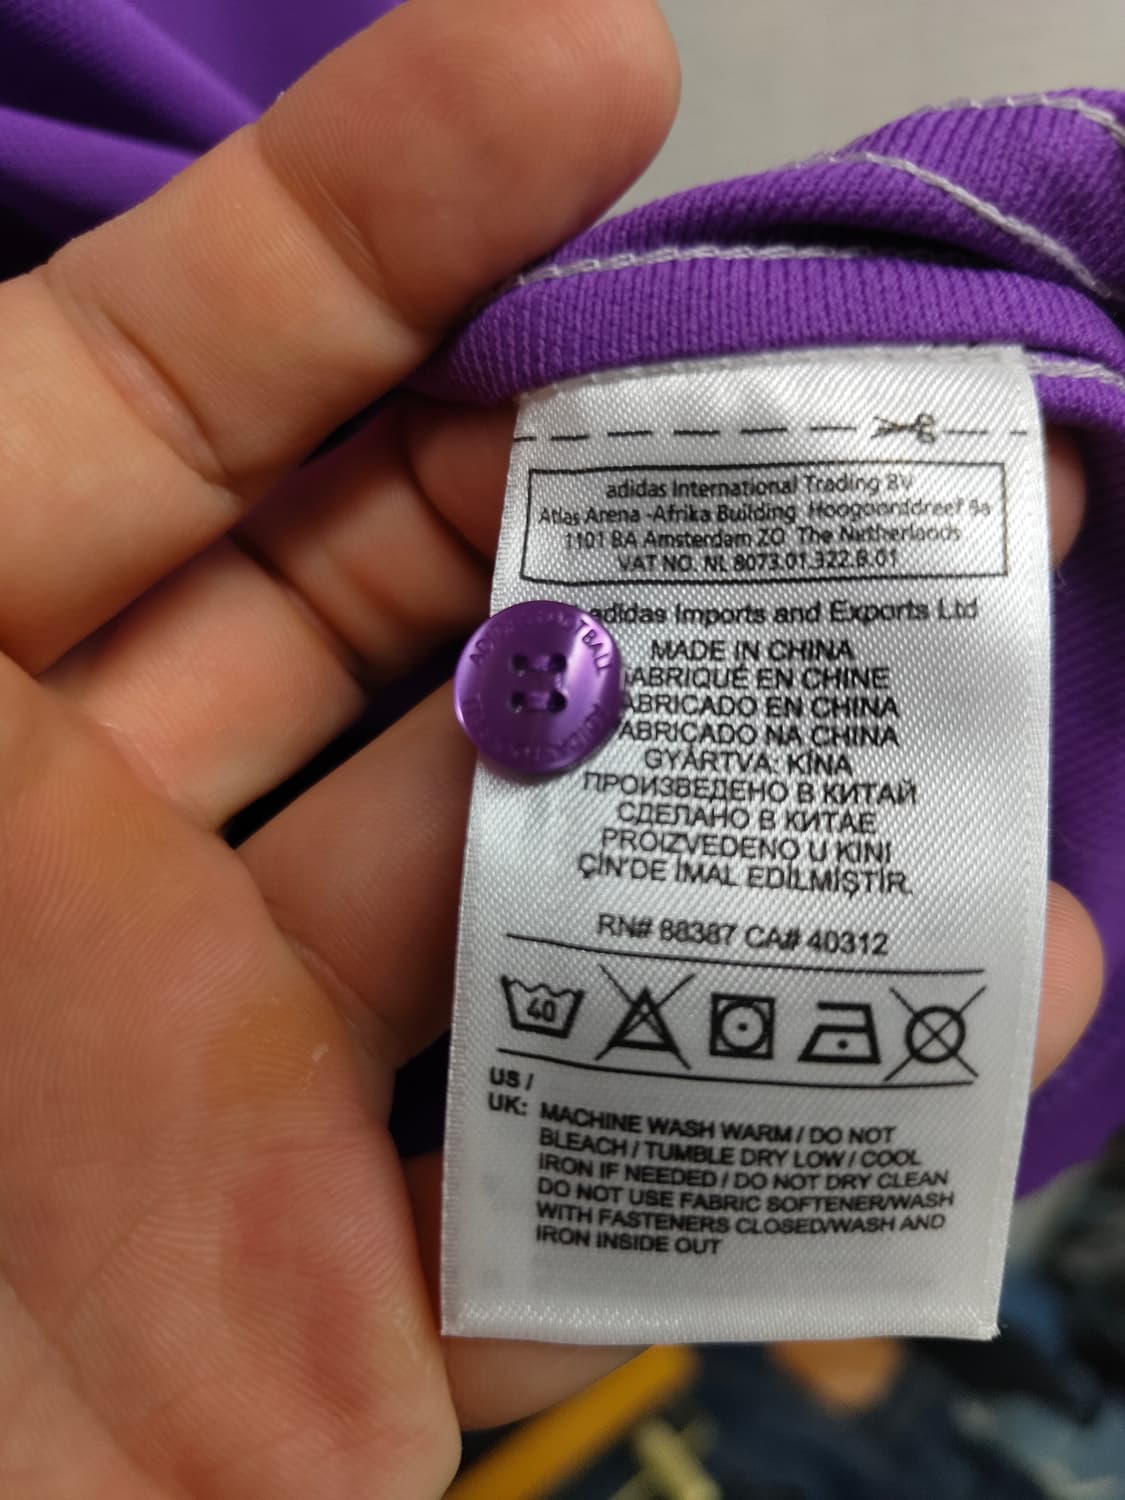 adidas International Trading BV
Atlas Arena -Afrika Building Hoogoorddreef 9a
1101 BA Amsterdam ZO The Netherlands
VAT NO. NL 8073.01.322.B.01
adidas Imports and Exports Ltd
MADE IN CHINA
ABRIQUÉ EN CHINE
ABRICADO EN CHINA
ABRICADO NA CHINA
GYÁRTVA: KÍNA
ПРОИЗВЕДЕНО В КИТАЙ
СДЕЛАНО В КИТАЕ
PROIZVEDENO U KINI
ÇİN'DE İMAL EDİLMİŞTİR.
RN# 88387 CA# 40312
40
US /
UK: MACHINE WASH WARM / DO NOT
BLEACH / TUMBLE DRY LOW / COOL
IRON IF NEEDED / DO NOT DRY CLEAN
DO NOT USE FABRIC SOFTENER/WASH
WITH FASTENERS CLOSED/WASH AND
IRON INSIDE OUT